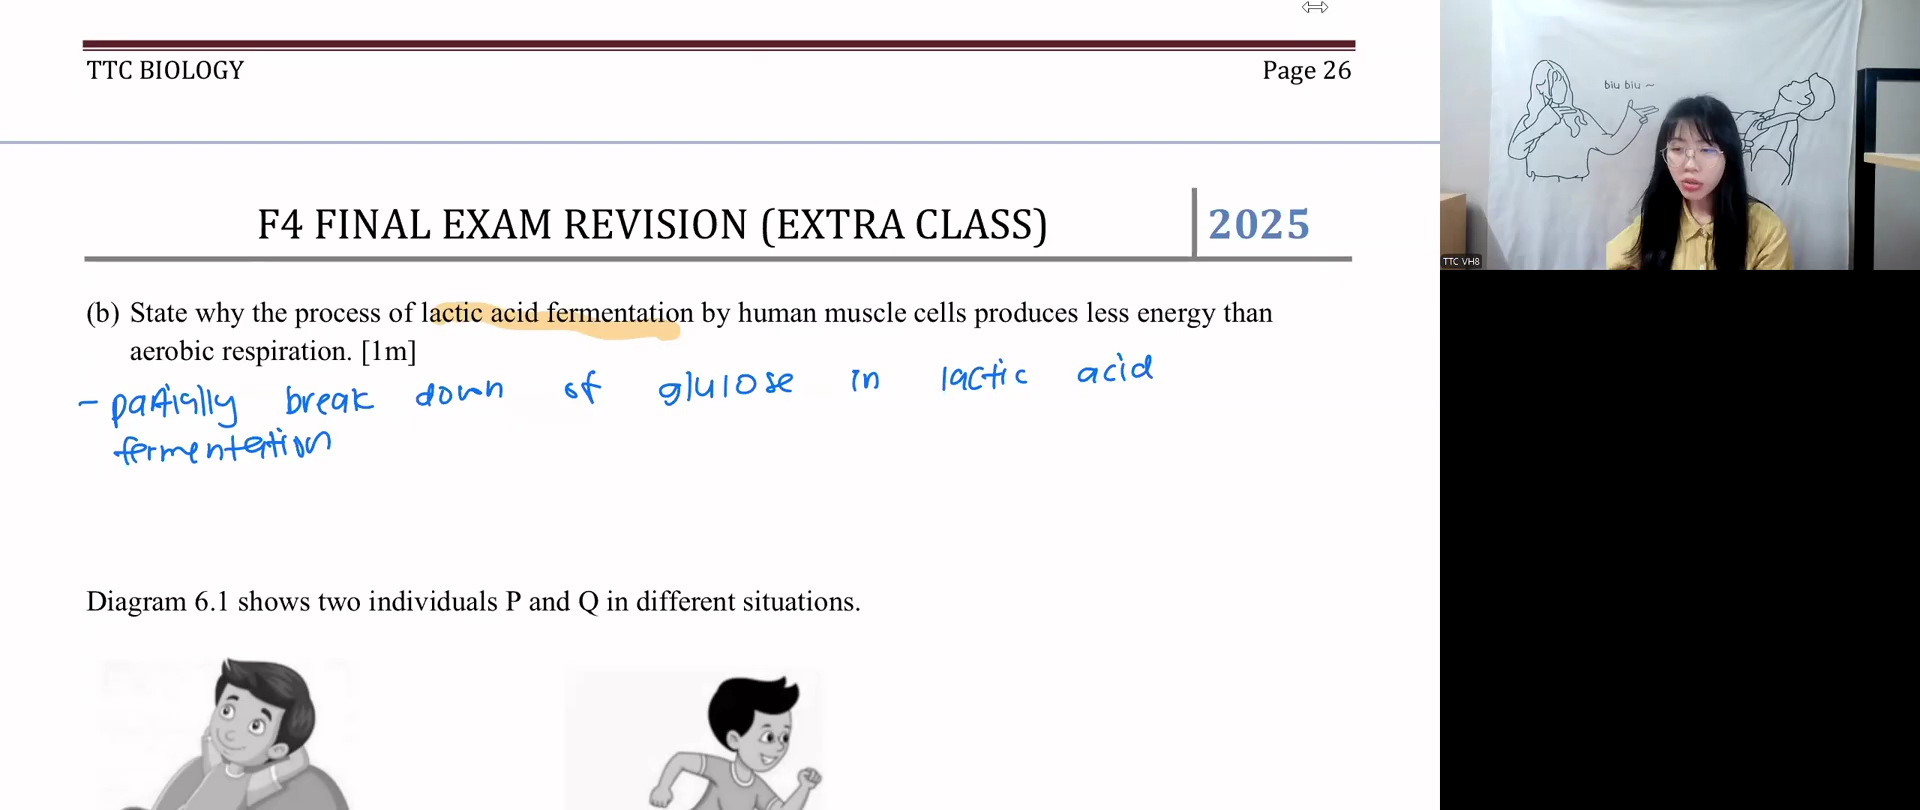 TTC BIOLOGY
Page 26
F4 FINAL EXAM REVISION (EXTRA CLASS)
2025
(b) State why the process of lactic acid fermentation by human muscle cells produces less energy than
aerobic respiration. [1m]
- partially break down of glulose in lactic acid
fermentation
Diagram 6.1 shows two individuals P and Q in different situations.
biu biu ~
TTC VH8